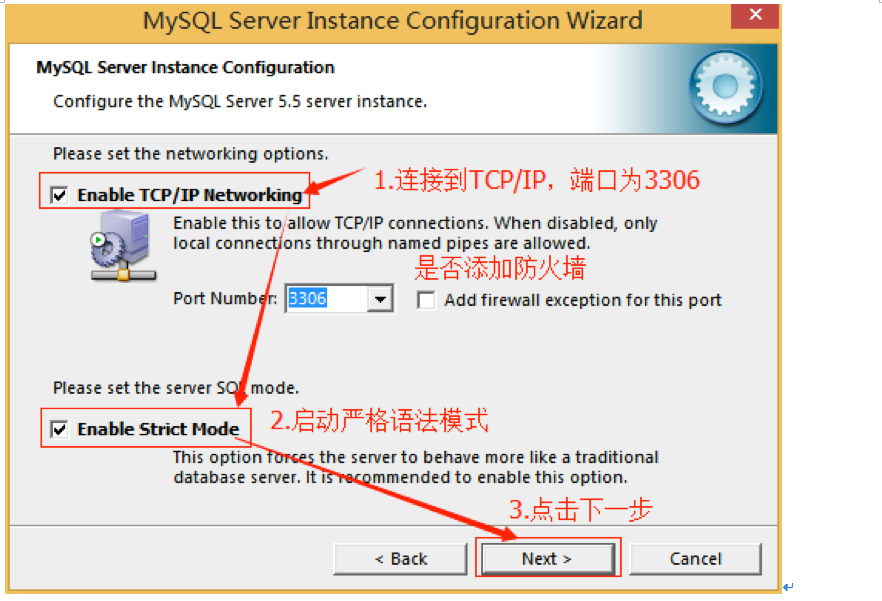 MySQL Server Instance Configuration Wizard
MySQL Server Instance Configuration
Configure the MySQL Server 5.5 server instance.
Please set the networking options.
1.连接到TCP/IP，端口为3306
Enable TCP/IP Networking
Enable this to allow TCP/IP connections. When disabled, only
local connections through named pipes are allowed.
是否添加防火墙
Port Number: 3306 Add firewall exception for this port
Please set the server SQL mode.
2.启动严格语法模式
Enable Strict Mode
This option forces the server to behave more like a traditional
database server. It is recommended to enable this option.
3.点击下一步
< Back Next > Cancel